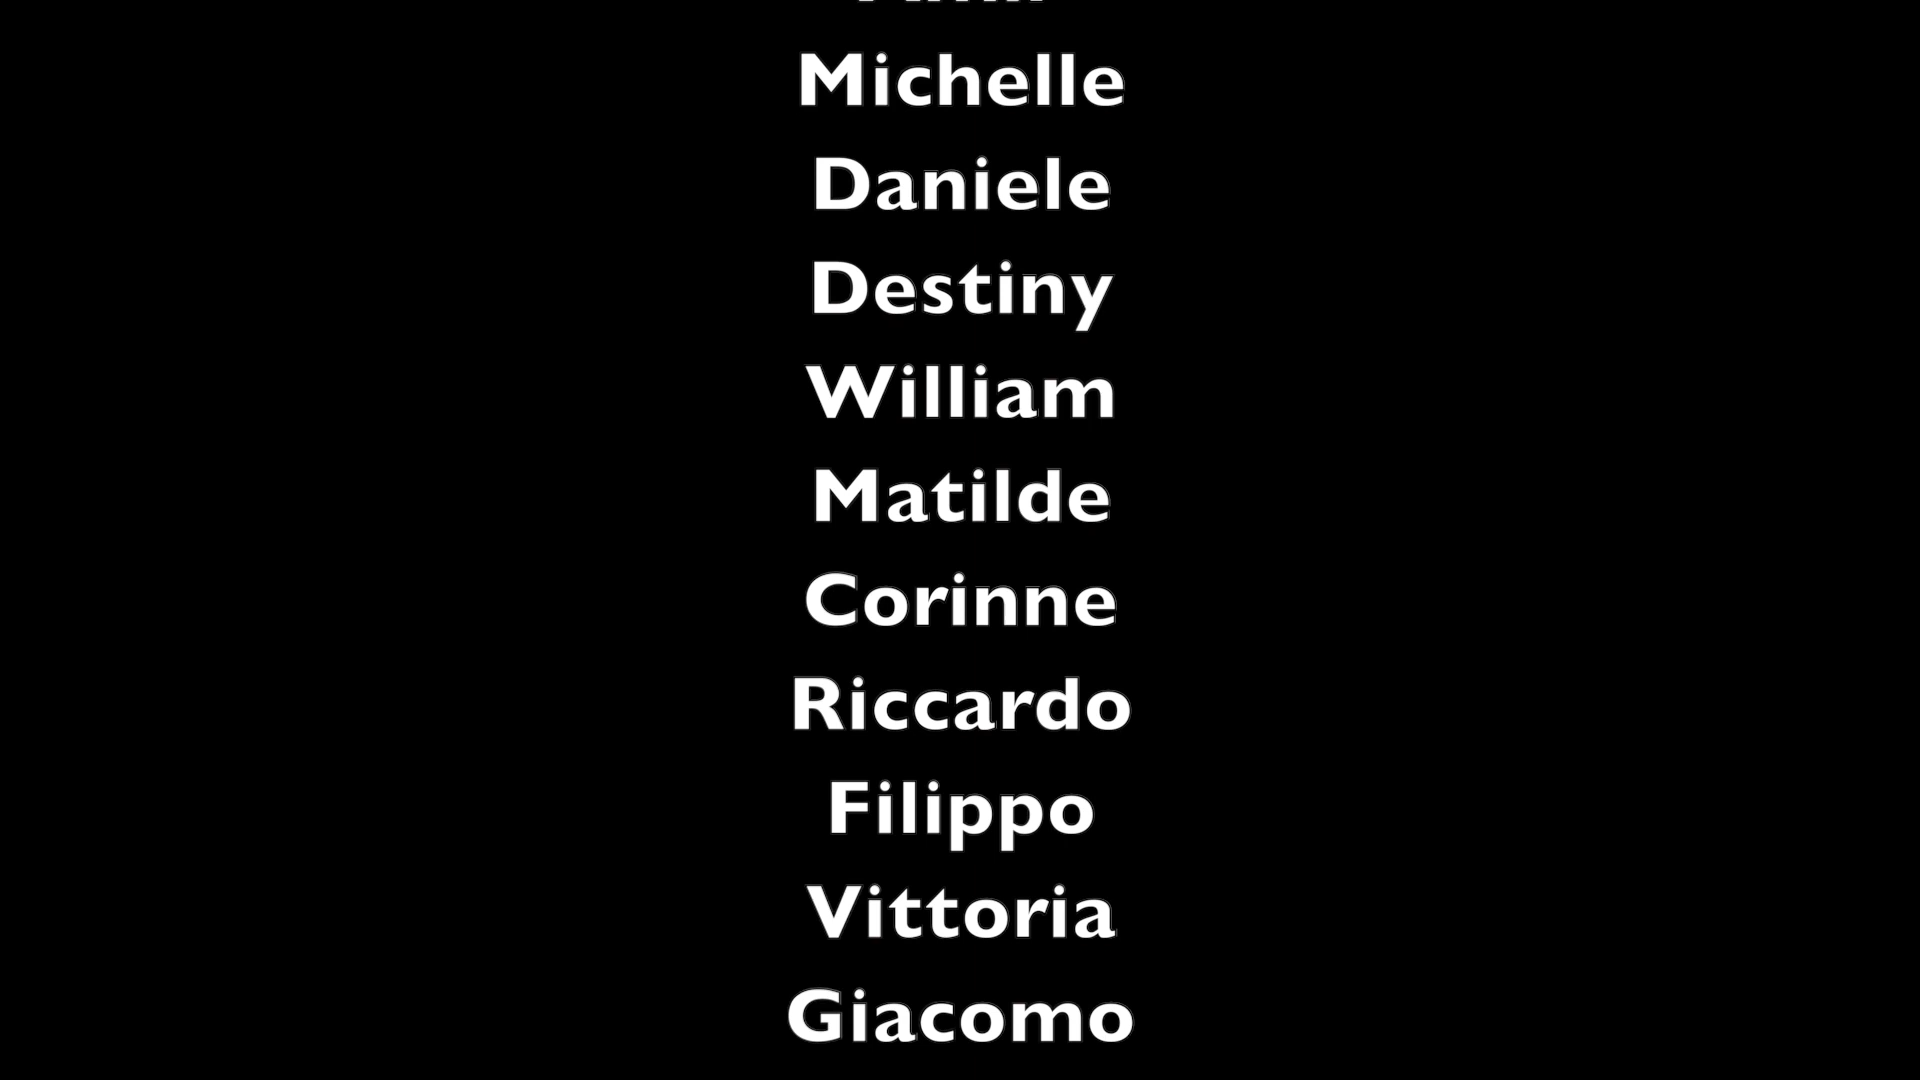 Michelle
Daniele
Destiny
William
Matilde
Corinne
Riccardo
Filippo
Vittoria
Giacomo